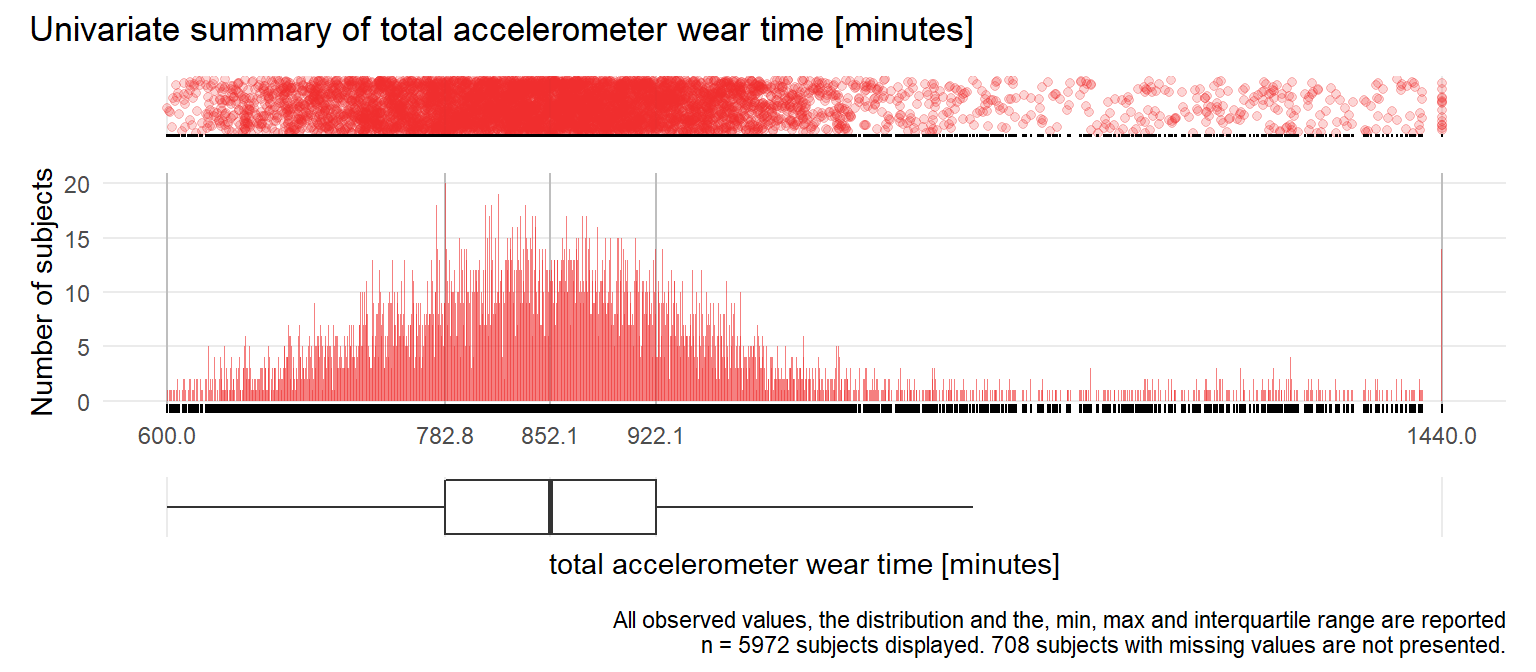 Univariate summary of total accelerometer wear time [minutes]
Number of subjects
20
15
10
5
0
600.0 782.8 852.1 922.1 1440.0
total accelerometer wear time [minutes]
All observed values, the distribution and the, min, max and interquartile range are reported
n = 5972 subjects displayed. 708 subjects with missing values are not presented.